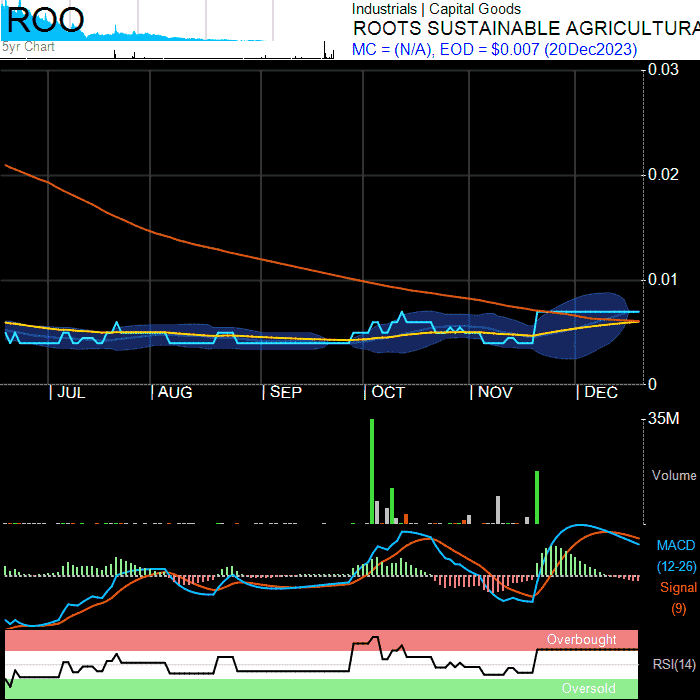 ROO
5yr Chart
Industrials | Capital Goods
ROOTS SUSTAINABLE AGRICULTURA
MC = (N/A), EOD = $0.007 (20Dec2023)
0.03
0.02
0.01
0
| JUL | AUG | SEP | OCT | NOV | DEC
35M
Volume
MACD
(12-26)
Signal
(9)
Overbought
RSI(14)
Oversold